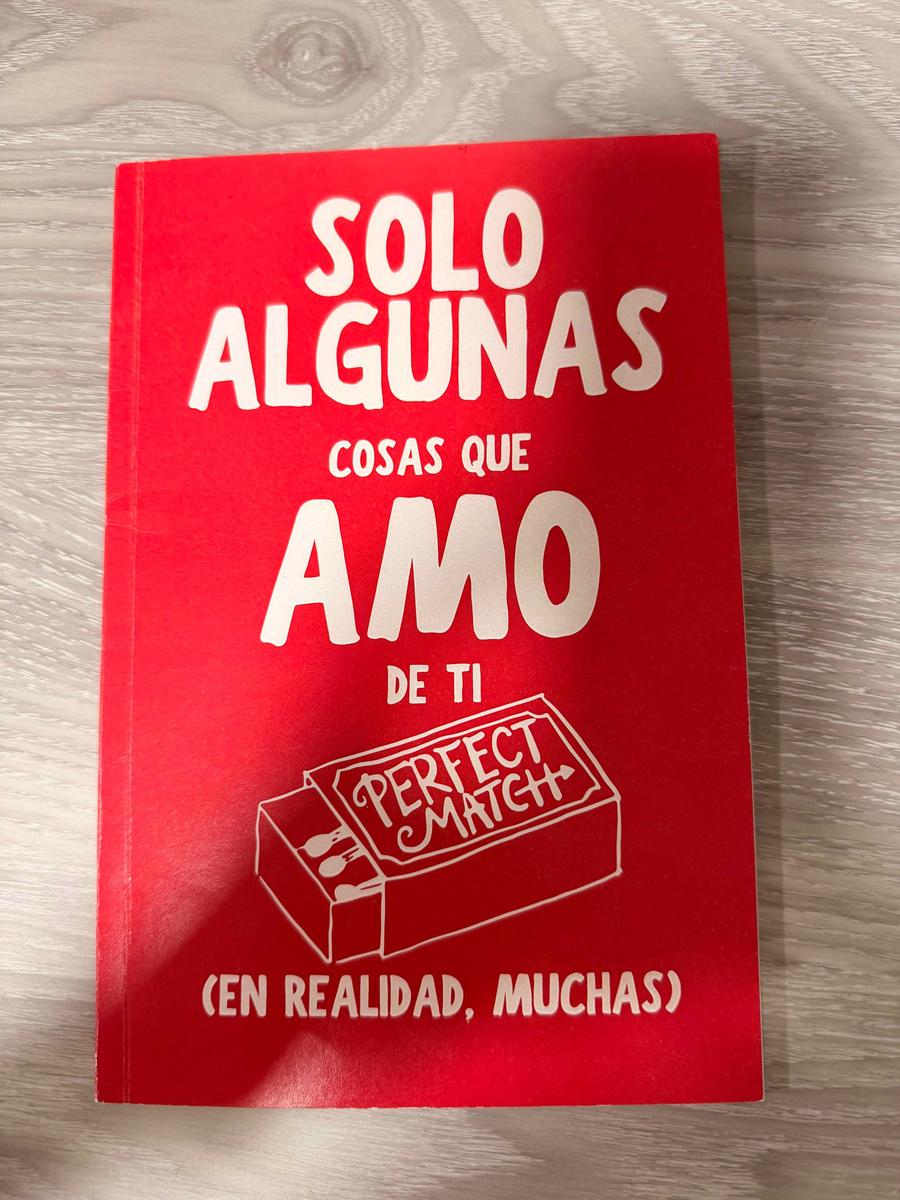 SOLO
ALGUNAS
COSAS QUE
AMO
DE TI
PERFECT
MATCH
(EN REALIDAD, MUCHAS)